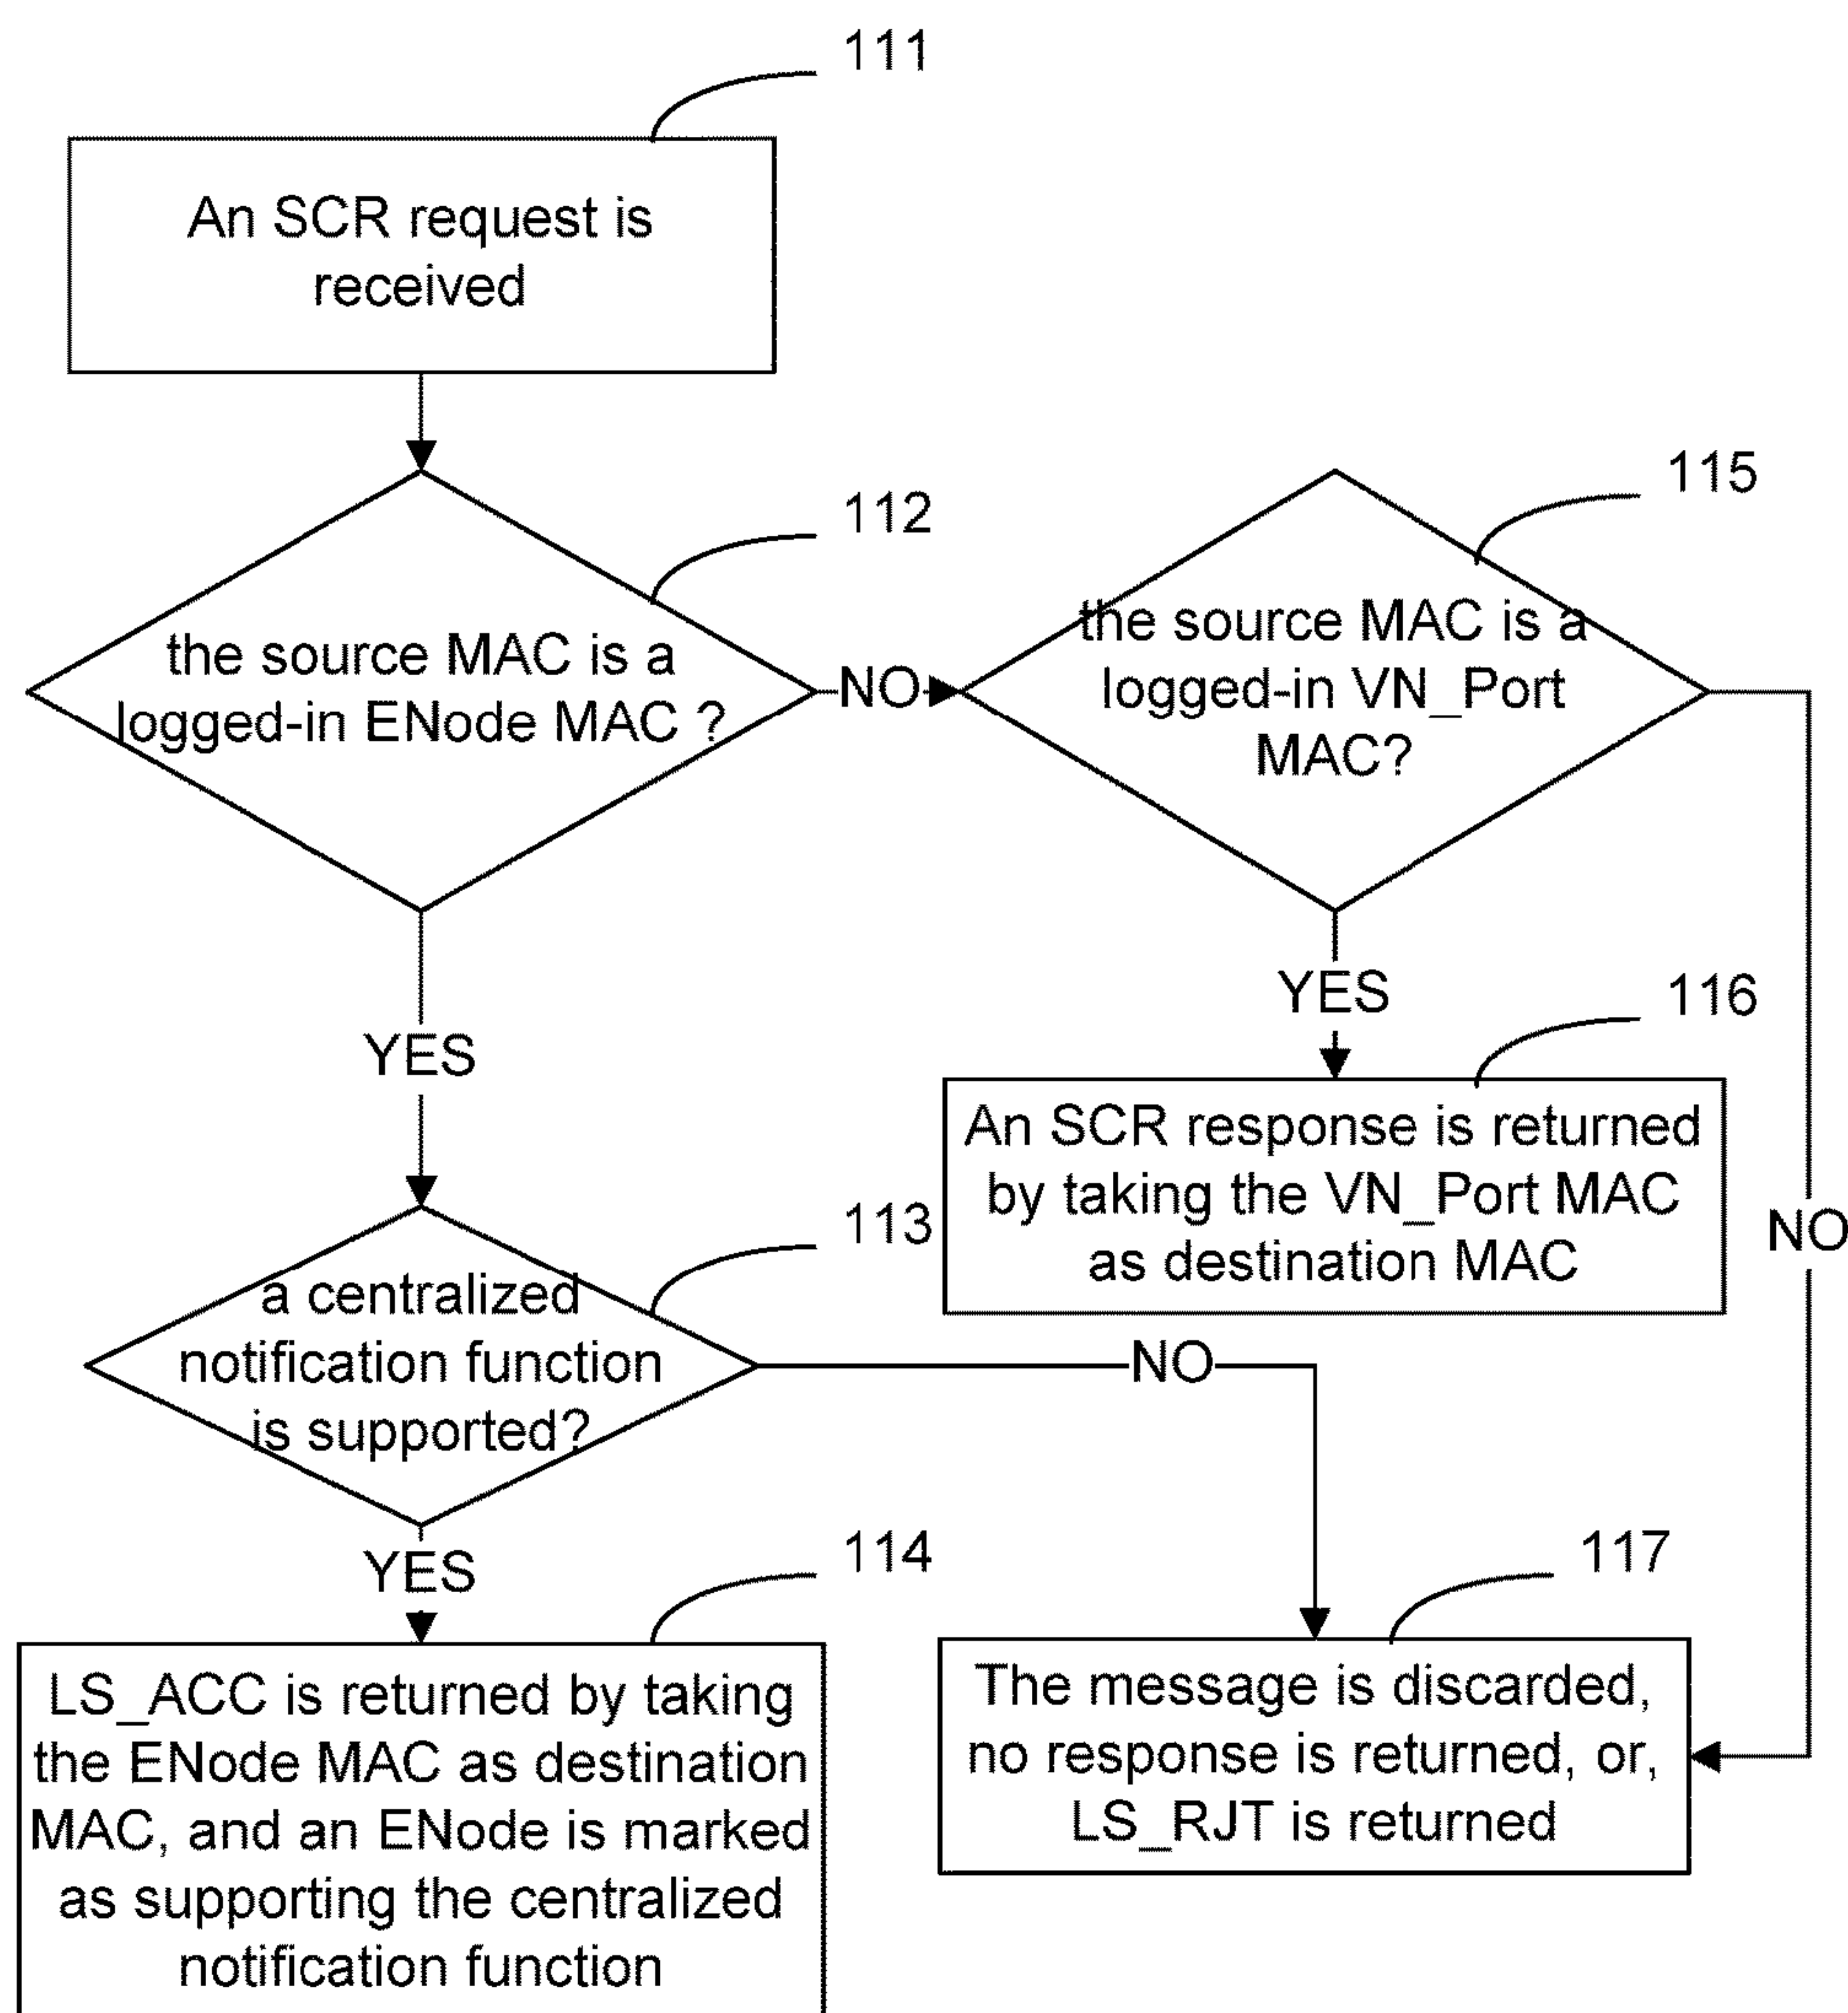 111
An SCR request is
received
112
the source MAC is a
logged-in ENode MAC ?
NO
115
the source MAC is a
logged-in VN_Port
MAC?
YES
YES
116
An SCR response is returned
by taking the VN_Port MAC
as destination MAC
NO
113
a centralized
notification function
is supported?
NO
YES
114
LS_ACC is returned by taking
the ENode MAC as destination
MAC, and an ENode is marked
as supporting the centralized
notification function
117
The message is discarded,
no response is returned, or,
LS_RJT is returned